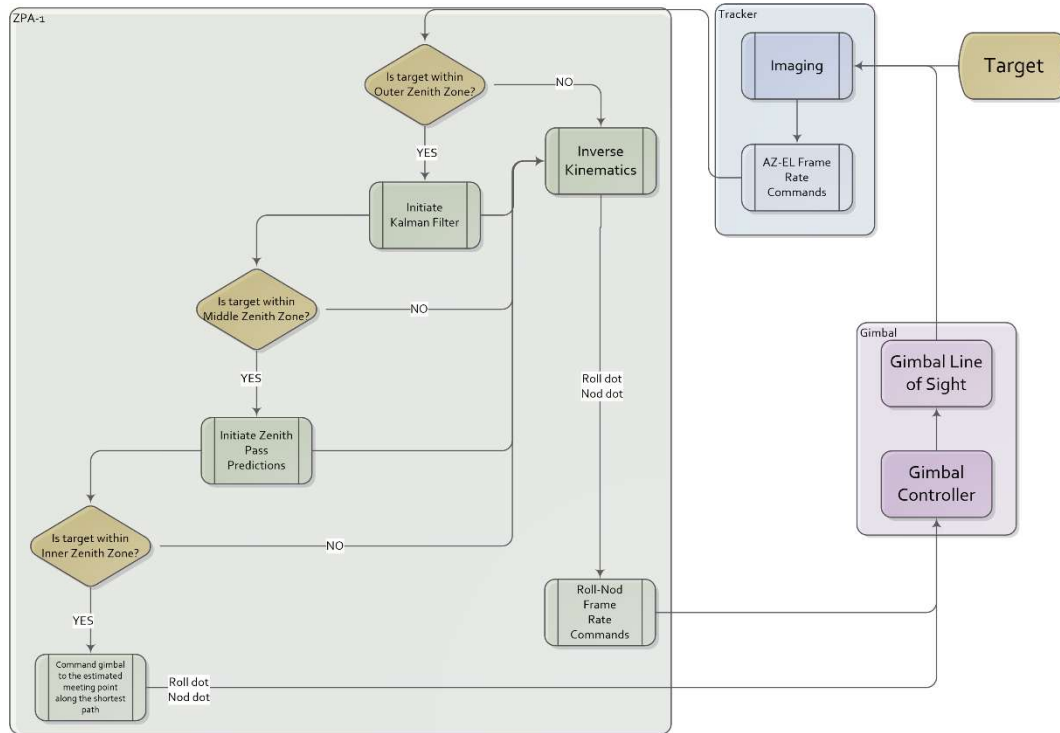 ZPA-1
Is target within
Outer Zenith Zone?
NO
YES
Inverse
Kinematics
Initiate
Kalman Filter
Is target within
Middle Zenith Zone?
NO
YES
Roll dot
Nod dot
Initiate Zenith
Pass
Predictions
Is target within
Inner Zenith Zone?
NO
YES
Roll-Nod
Frame
Rate
Commands
Command gimbal
to the estimated
meeting point
along the shortest
path
Roll dot
Nod dot
Tracker
Imaging
AZ-EL Frame
Rate
Commands
Target
Gimbal
Gimbal Line
of Sight
Gimbal
Controller